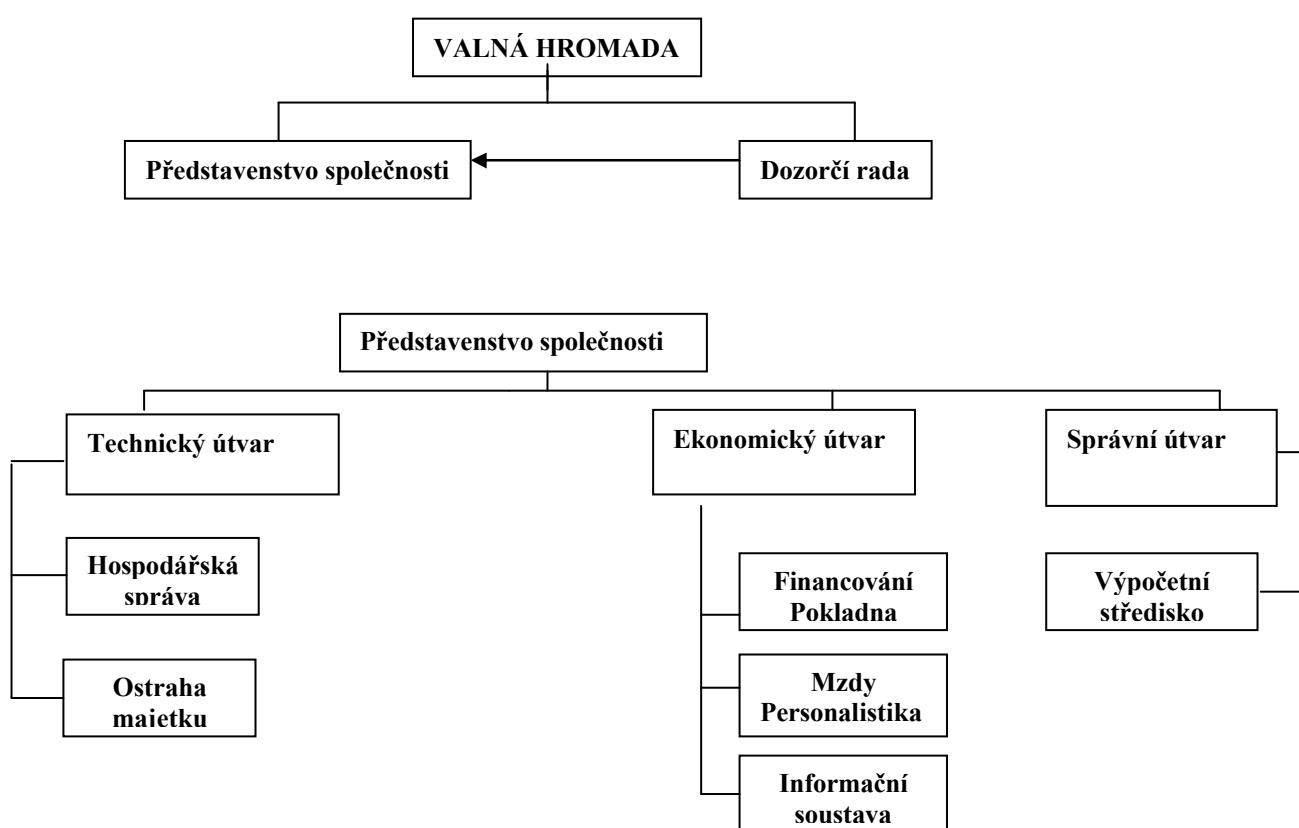 VALNÁ HROMADA
Představenstvo společnosti
Dozorčí rada
Představenstvo společnosti
Technický útvar
Ekonomický útvar
Správní útvar
Hospodářská
správa
Financování
Pokladna
Výpočetní
středisko
Ostraha
majetku
Mzdy
Personalistika
Informační
soustava